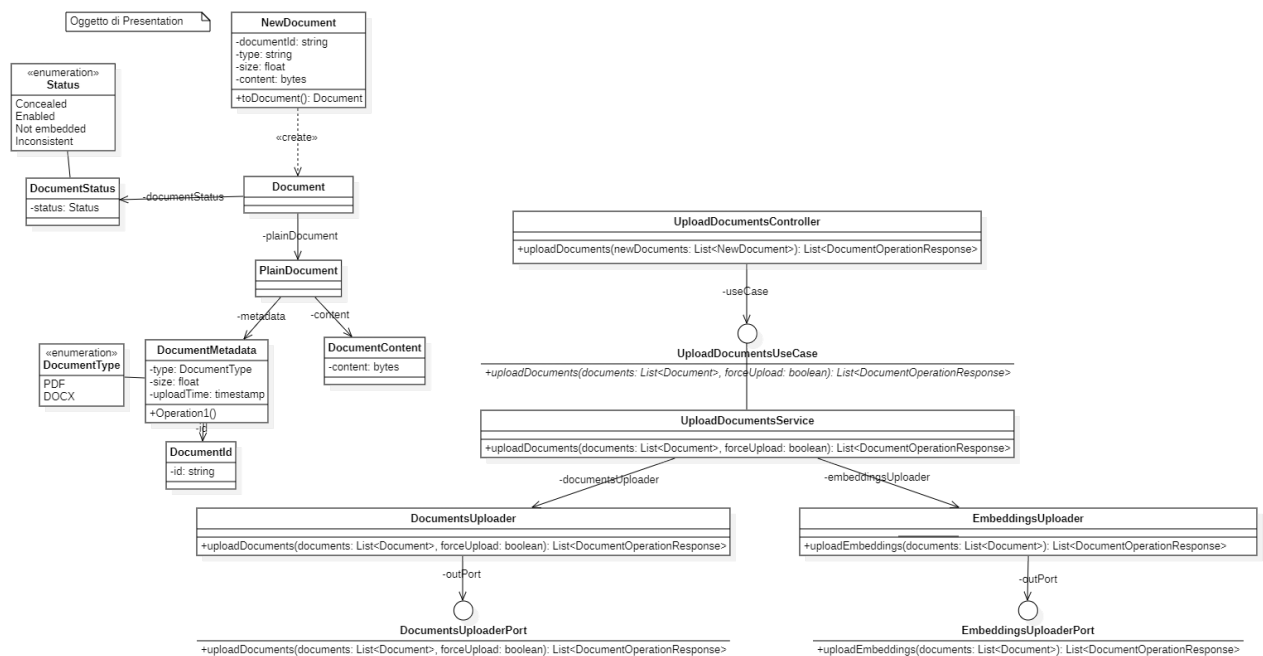 Oggetto di Presentation
NewDocument
-documentId: string
-type: string
-size: float
-content: bytes
+toDocument(): Document
«enumeration»
Status
Concealed
Enabled
Not embedded
Inconsistent
«create»
DocumentStatus
-status: Status
-documentStatus
Document
-plainDocument
PlainDocument
-metadata
-content
«enumeration»
DocumentType
PDF
DOCX
DocumentMetadata
-type: DocumentType
-size: float
-uploadTime: timestamp
+Operation1()
DocumentContent
-content: bytes
-id
DocumentId
-id: string
UploadDocumentsController
+uploadDocuments(newDocuments: List<NewDocument>): List<DocumentOperationResponse>
-useCase
UploadDocumentsUseCase
+uploadDocuments(documents: List<Document>, forceUpload: boolean): List<DocumentOperationResponse>
UploadDocumentsService
+uploadDocuments(documents: List<Document>, forceUpload: boolean): List<DocumentOperationResponse>
-documentsUploader
-embeddingsUploader
DocumentsUploader
+uploadDocuments(documents: List<Document>, forceUpload: boolean): List<DocumentOperationResponse>
EmbeddingsUploader
+uploadEmbeddings(documents: List<Document>): List<DocumentOperationResponse>
-outPort
-outPort
DocumentsUploaderPort
+uploadDocuments(documents: List<Document>, forceUpload: boolean): List<DocumentOperationResponse>
EmbeddingsUploaderPort
+uploadEmbeddings(documents: List<Document>): List<DocumentOperationResponse>